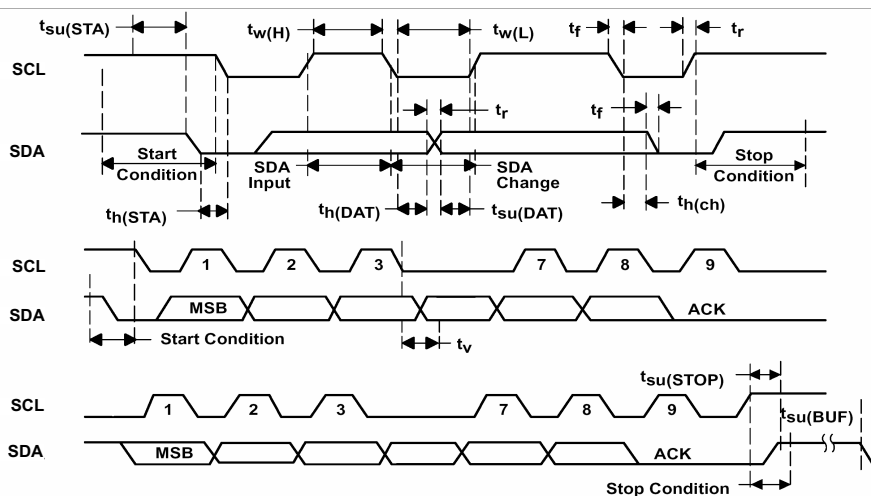 tsu(STA) tw(H) tw(L) tf tr
SCL
tr tf
SDA
Start Condition SDA Input SDA Change Stop Condition
th(STA) th(DAT) tsu(DAT) th(ch)
SCL 1 2 3 7 8 9
SDA MSB ACK
Start Condition tv
tsu(STOP)
SCL 1 2 3 7 8 9
tsu(BUF)
SDA MSB ACK
Stop Condition